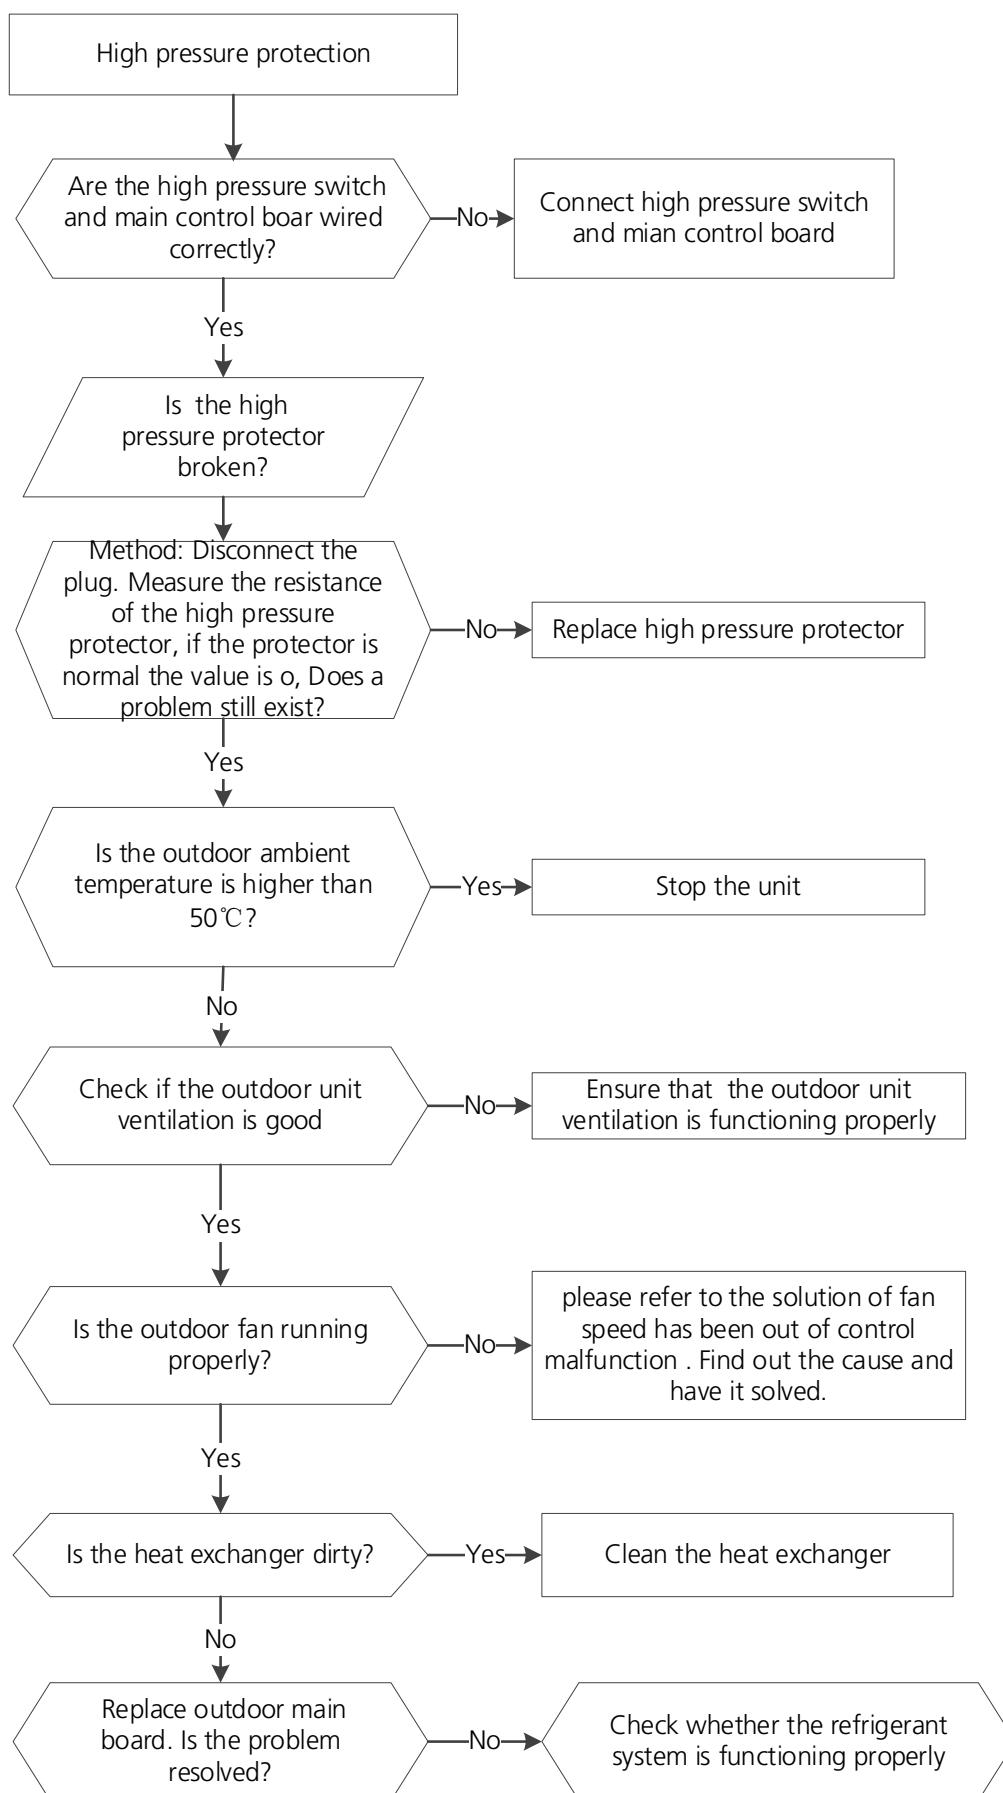 High pressure protection
Are the high pressure switch
and main control boar wired
correctly?
No
Connect high pressure switch
and mian control board
Yes
Is the high
pressure protector
broken?
Method: Disconnect the
plug. Measure the resistance
of the high pressure
protector, if the protector is
normal the value is o, Does a
problem still exist?
No
Replace high pressure protector
Yes
Is the outdoor ambient
temperature is higher than
50℃?
Yes
Stop the unit
No
Check if the outdoor unit
ventilation is good
No
Ensure that the outdoor unit
ventilation is functioning properly
Yes
Is the outdoor fan running
properly?
No
please refer to the solution of fan
speed has been out of control
malfunction . Find out the cause and
have it solved.
Yes
Is the heat exchanger dirty?
Yes
Clean the heat exchanger
No
Replace outdoor main
board. Is the problem
resolved?
No
Check whether the refrigerant
system is functioning properly